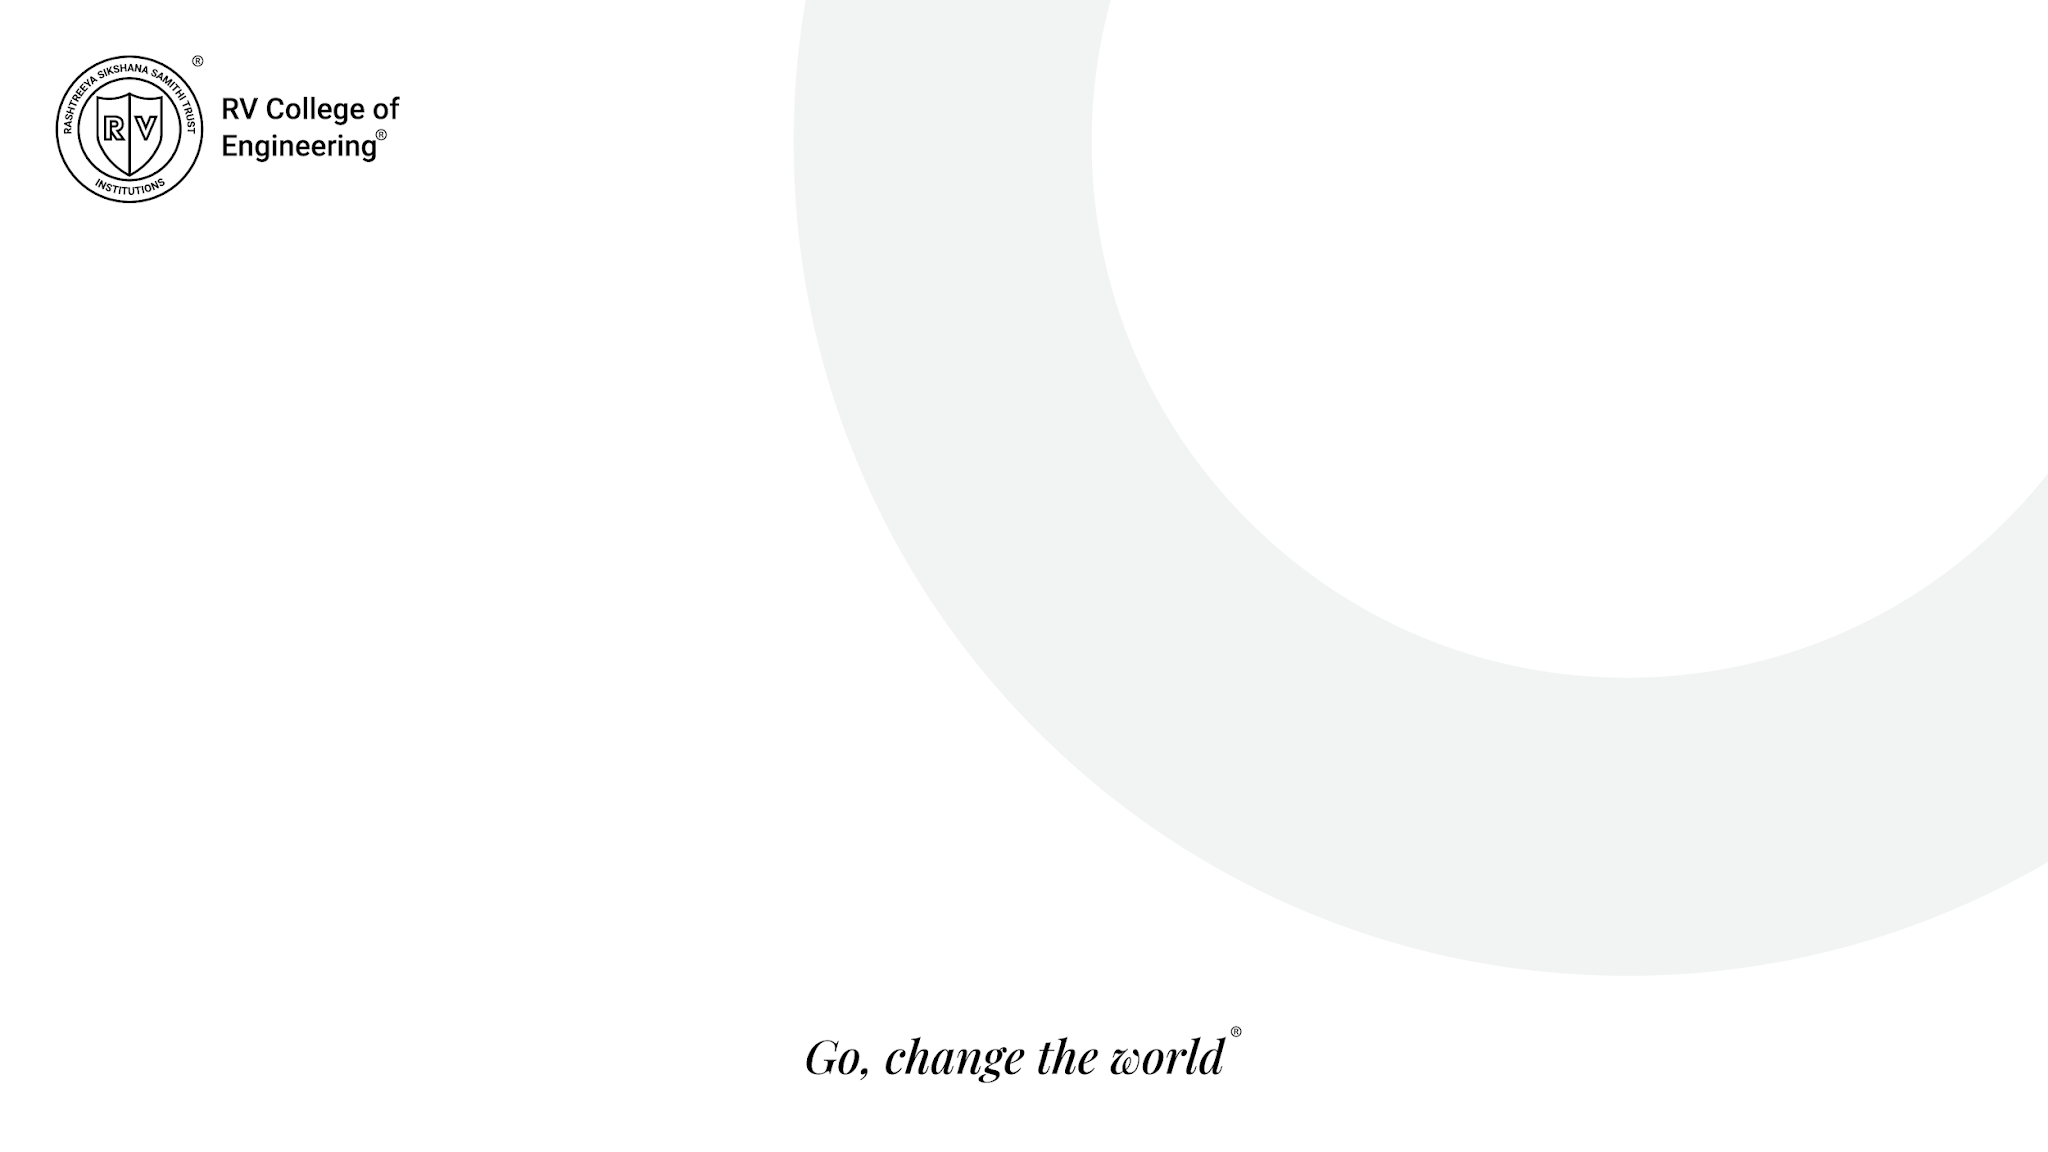 RASHTREEYA SIKSHANA SAMITHI TRUST
®
RV
INSTITUTIONS
RV College of
Engineering®
Go, change the world®